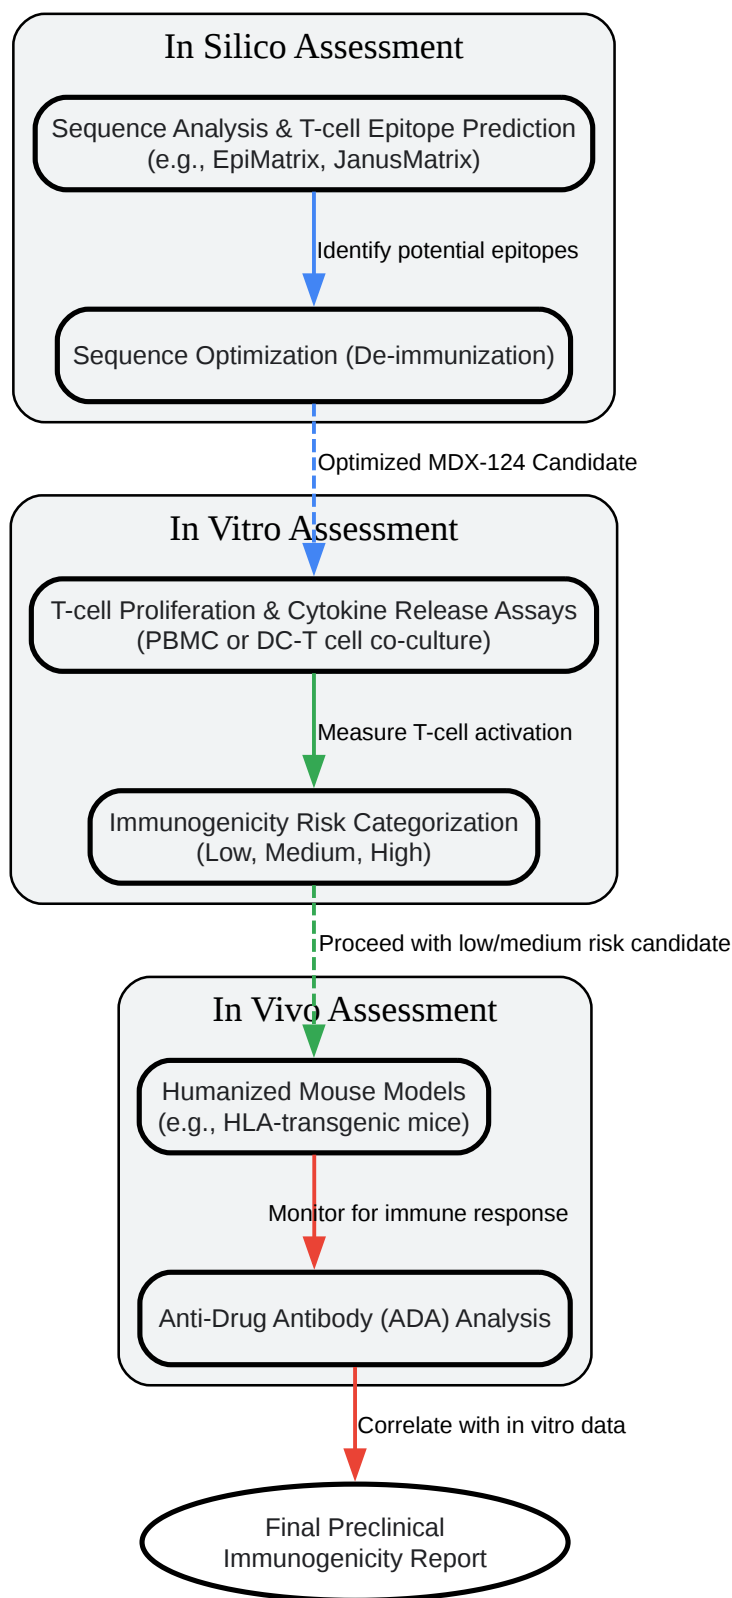 In Silico Assessment
Sequence Analysis & T-cell Epitope Prediction
(e.g., EpiMatrix, JanusMatrix)
Identify potential epitopes
Sequence Optimization (De-immunization)
Optimized MDX-124 Candidate
In Vitro Assessment
T-cell Proliferation & Cytokine Release Assays
(PBMC or DC-T cell co-culture)
Measure T-cell activation
Immunogenicity Risk Categorization
(Low, Medium, High)
Proceed with low/medium risk candidate
In Vivo Assessment
Humanized Mouse Models
(e.g., HLA-transgenic mice)
Monitor for immune response
Anti-Drug Antibody (ADA) Analysis
Correlate with in vitro data
Final Preclinical
Immunogenicity Report